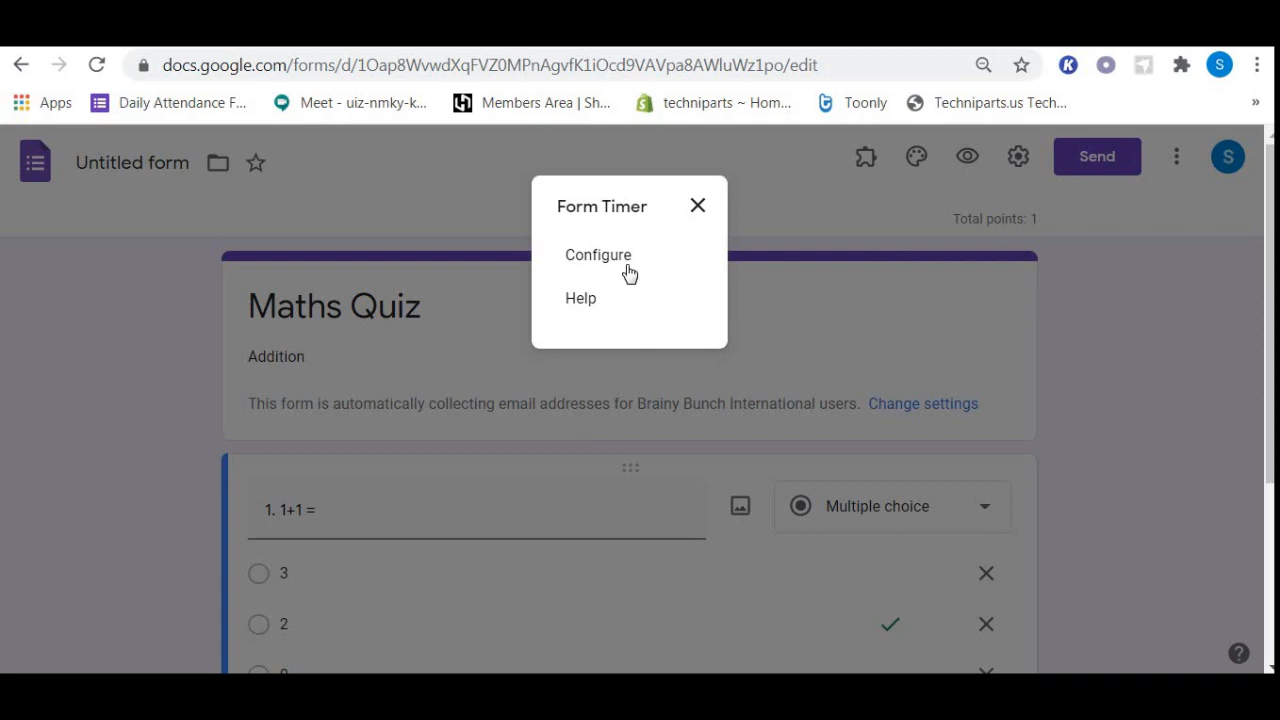 docs.google.com/forms/d/1Oap8WvwdXqFVZ0MPnAgvfK1iOcd9VAVpa8AWluWz1po/edit
K
S
Apps
Daily Attendance F...
Meet - uiz-nmky-k...
Members Area | Sh...
techniparts ~ Hom...
Toonly
Techniparts.us Tech...
»
Untitled form
Send
S
Total points: 1
Form Timer
Configure
Help
Maths Quiz
Addition
This form is automatically collecting email addresses for Brainy Bunch International users. Change settings
1. 1+1 =
Multiple choice
3
2